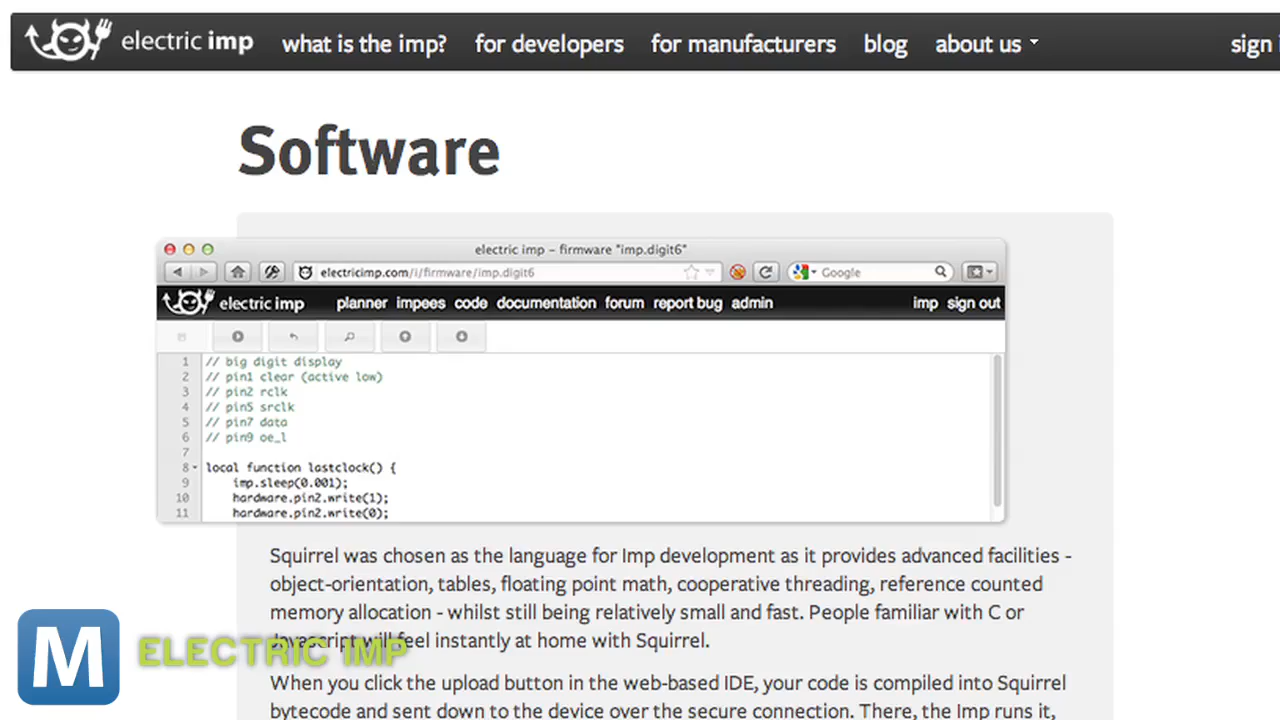 electric imp what is the imp? for developers for manufacturers blog about us sign
Software
electric imp – firmware "imp.digit6"
electricimp.com/i/firmware/imp.digit6 Google
electric imp planner impees code documentation forum report bug admin imp sign out
1 // big digit display
2 // pin1 clear (active low)
3 // pin2 rclk
4 // pin5 srclk
5 // pin7 data
6 // pin9 oe_l
7
8 local function lastclock() {
9 imp.sleep(0.001);
10 hardware.pin2.write(1);
11 hardware.pin2.write(0);
Squirrel was chosen as the language for Imp development as it provides advanced facilities -
object-orientation, tables, floating point math, cooperative threading, reference counted
memory allocation - whilst still being relatively small and fast. People familiar with C or
Javascript will feel instantly at home with Squirrel.
M ELECTRIC IMP
When you click the upload button in the web-based IDE, your code is compiled into Squirrel
bytecode and sent down to the device over the secure connection. There, the Imp runs it,